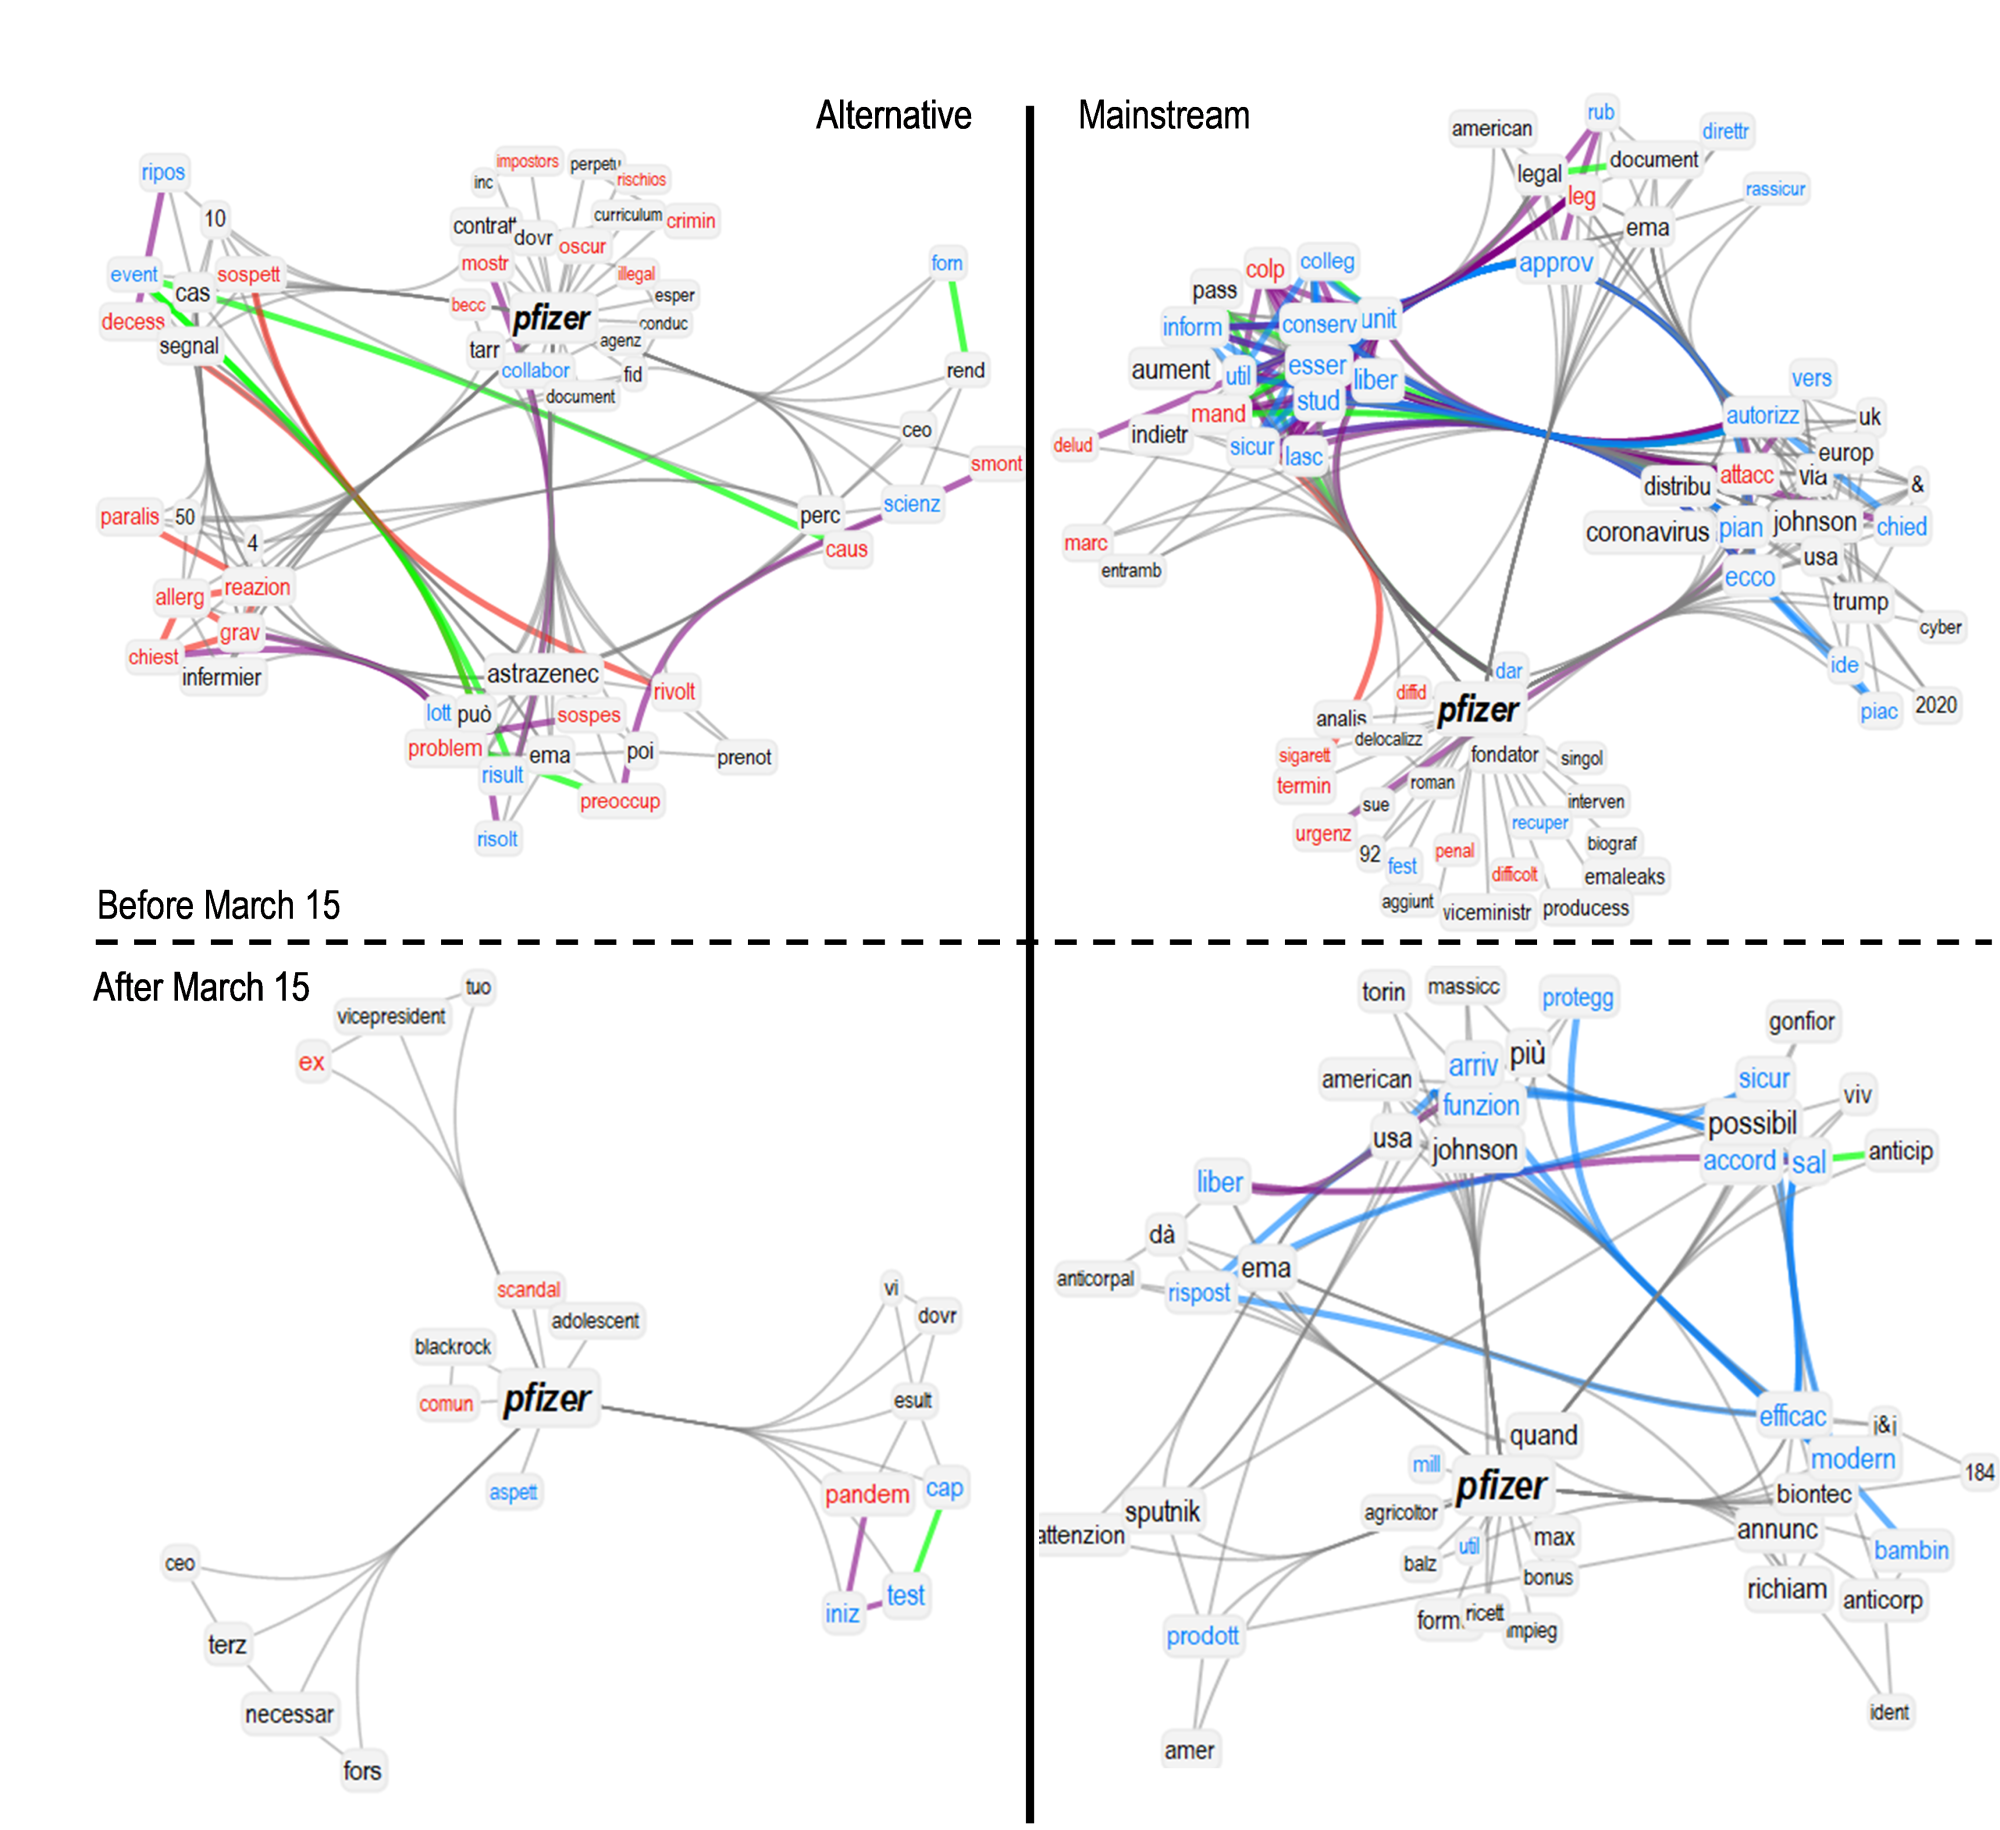 Alternative
Mainstream
ripos
10
event
cas
sospett
decess
segnal
impostors
perpetu
rischios
inc
curriculum
crimin
contratt
dovr
oscur
mostr
illegal
becc
esper
pfizer
conduc
agenz
tarr
collabor
fid
document
forn
rend
ceo
smont
scienz
perc
caus
paralis
50
4
allerg
reazion
grav
chiest
infermier
astrazenec
rivolt
lott
può
sospes
problem
ema
poi
prenot
risult
preoccup
risolt
american
rub
direttr
document
legal
leg
rassicur
ema
approv
colp
colleg
pass
inform
conserv
unit
aument
util
esser
liber
stud
mand
indietr
delud
sicur
lasc
marc
entramb
vers
autorizz
uk
europ
attacc
via
distribu
&
coronavirus
pian
johnson
chied
usa
ecco
trump
cyber
ide
piac
2020
dar
diffid
pfizer
analis
delocalizz
sigarett
fondator
singol
termin
roman
sue
interven
urgenz
recuper
92
biograf
fest
penal
difficolt
emaleaks
aggiunt
viceministr
producess
Before March 15
After March 15
tuo
vicepresident
ex
scandal
adolescent
blackrock
comun
pfizer
aspett
vi
dovr
esult
pandem
cap
iniz
test
ceo
terz
necessar
fors
torin
massicc
protegg
gonfior
american
arriv
più
sicur
funzion
viv
possibil
usa
johnson
accord
sal
anticip
liber
dà
ema
anticorpal
rispost
efficac
j&j
quand
modern
184
mill
pfizer
biontec
sputnik
agricoltor
attenzion
annunc
util
max
bambin
balz
bonus
richiam
anticorp
form
ricett
impieg
prodott
ident
amer